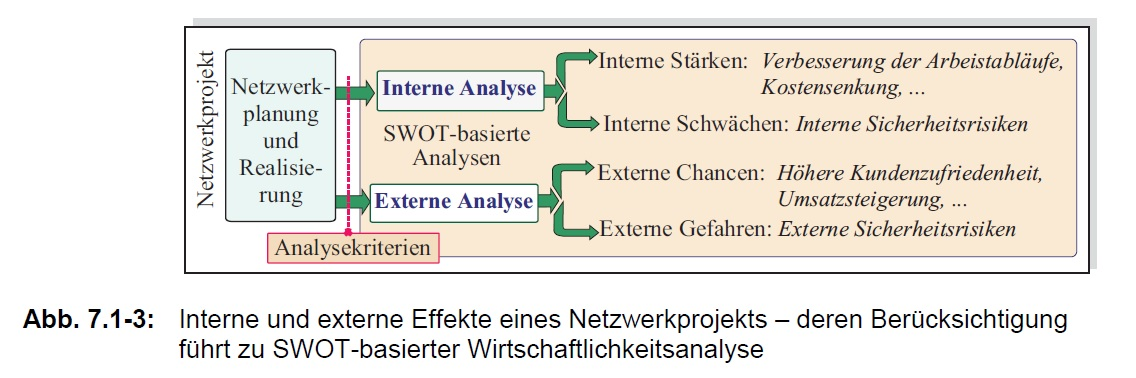 Netzwerkprojekt
Netzwerk-
planung
und
Realisie-
rung
Interne Analyse
SWOT-basierte
Analysen
Externe Analyse
Analysekriterien
Interne Stärken: Verbesserung der Arbeistabläufe,
Kostensenkung, ...
Interne Schwächen: Interne Sicherheitsrisiken
Externe Chancen: Höhere Kundenzufriedenheit,
Umsatzsteigerung, ...
Externe Gefahren: Externe Sicherheitsrisiken
Abb. 7.1-3: Interne und externe Effekte eines Netzwerkprojekts – deren Berücksichtigung
führt zu SWOT-basierter Wirtschaftlichkeitsanalyse